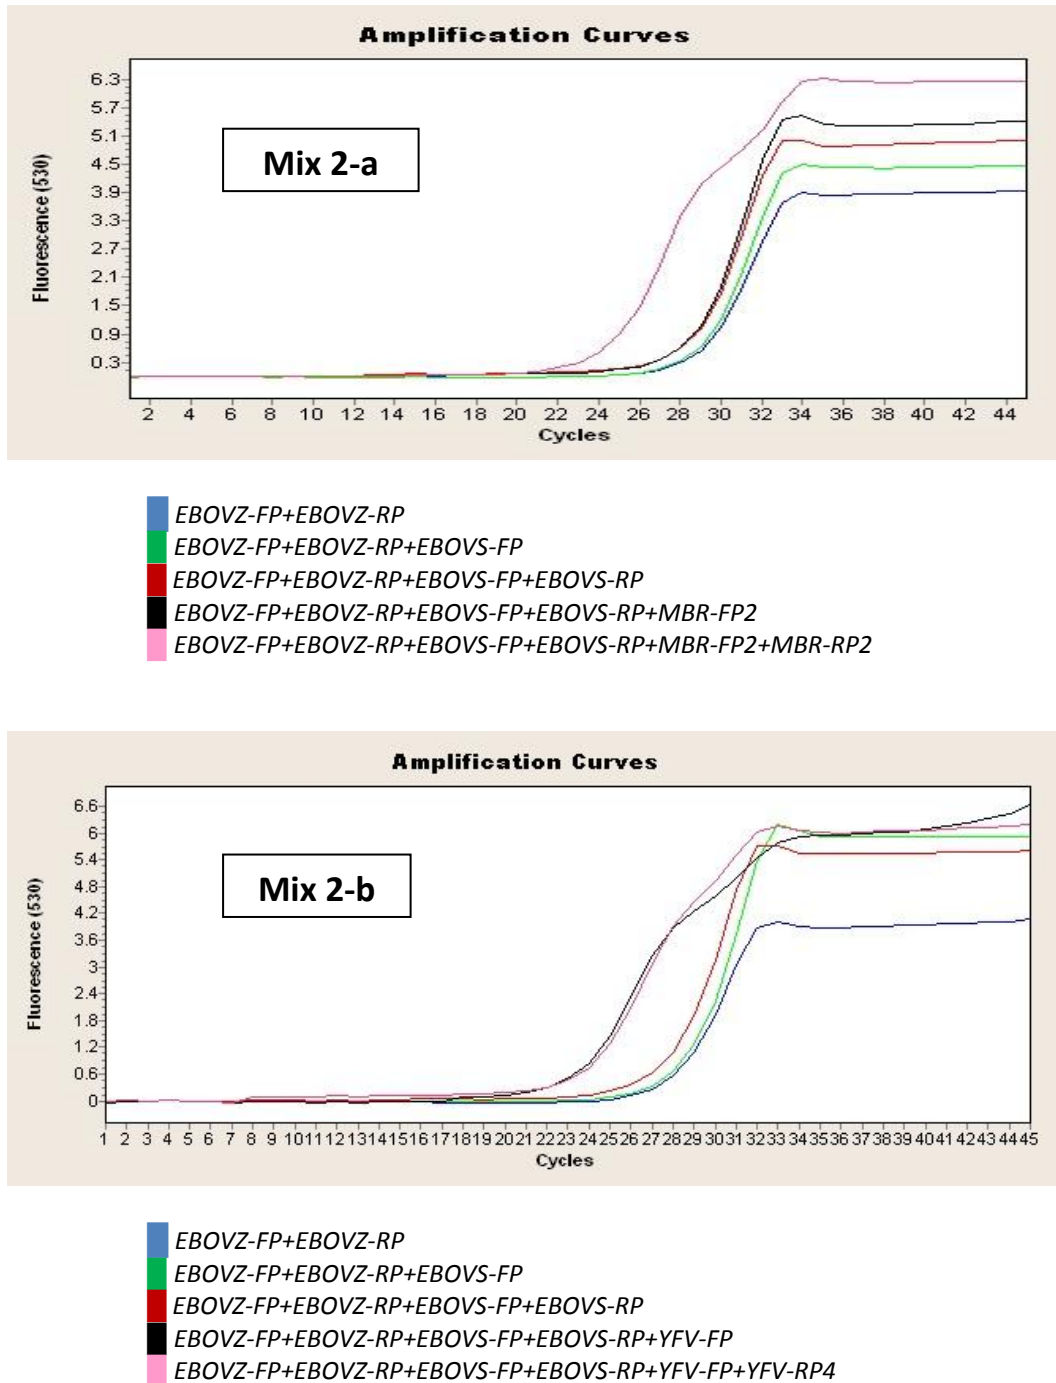 Amplification Curves
Fluorescence (530)
6.3
5.7
5.1
4.5
3.9
3.3
2.7
2.1
1.5
0.9
0.3
Mix 2-a
2 4 6 8 10 12 14 16 18 20 22 24 26 28 30 32 34 36 38 40 42 44
Cycles
EBOVZ-FP+EBOVZ-RP
EBOVZ-FP+EBOVZ-RP+EBOVS-FP
EBOVZ-FP+EBOVZ-RP+EBOVS-FP+EBOVS-RP
EBOVZ-FP+EBOVZ-RP+EBOVS-FP+EBOVS-RP+MBR-FP2
EBOVZ-FP+EBOVZ-RP+EBOVS-FP+EBOVS-RP+MBR-FP2+MBR-RP2
Amplification Curves
Fluorescence (530)
6.6
6
5.4
4.8
4.2
3.6
3
2.4
1.8
1.2
0.6
0
Mix 2-b
1 2 3 4 5 6 7 8 9 10 11 12 13 14 15 16 17 18 19 20 21 22 23 24 25 26 27 28 29 30 31 32 33 34 35 36 37 38 39 40 41 42 43 44 45
Cycles
EBOVZ-FP+EBOVZ-RP
EBOVZ-FP+EBOVZ-RP+EBOVS-FP
EBOVZ-FP+EBOVZ-RP+EBOVS-FP+EBOVS-RP
EBOVZ-FP+EBOVZ-RP+EBOVS-FP+EBOVS-RP+YFV-FP
EBOVZ-FP+EBOVZ-RP+EBOVS-FP+EBOVS-RP+YFV-FP+YFV-RP4